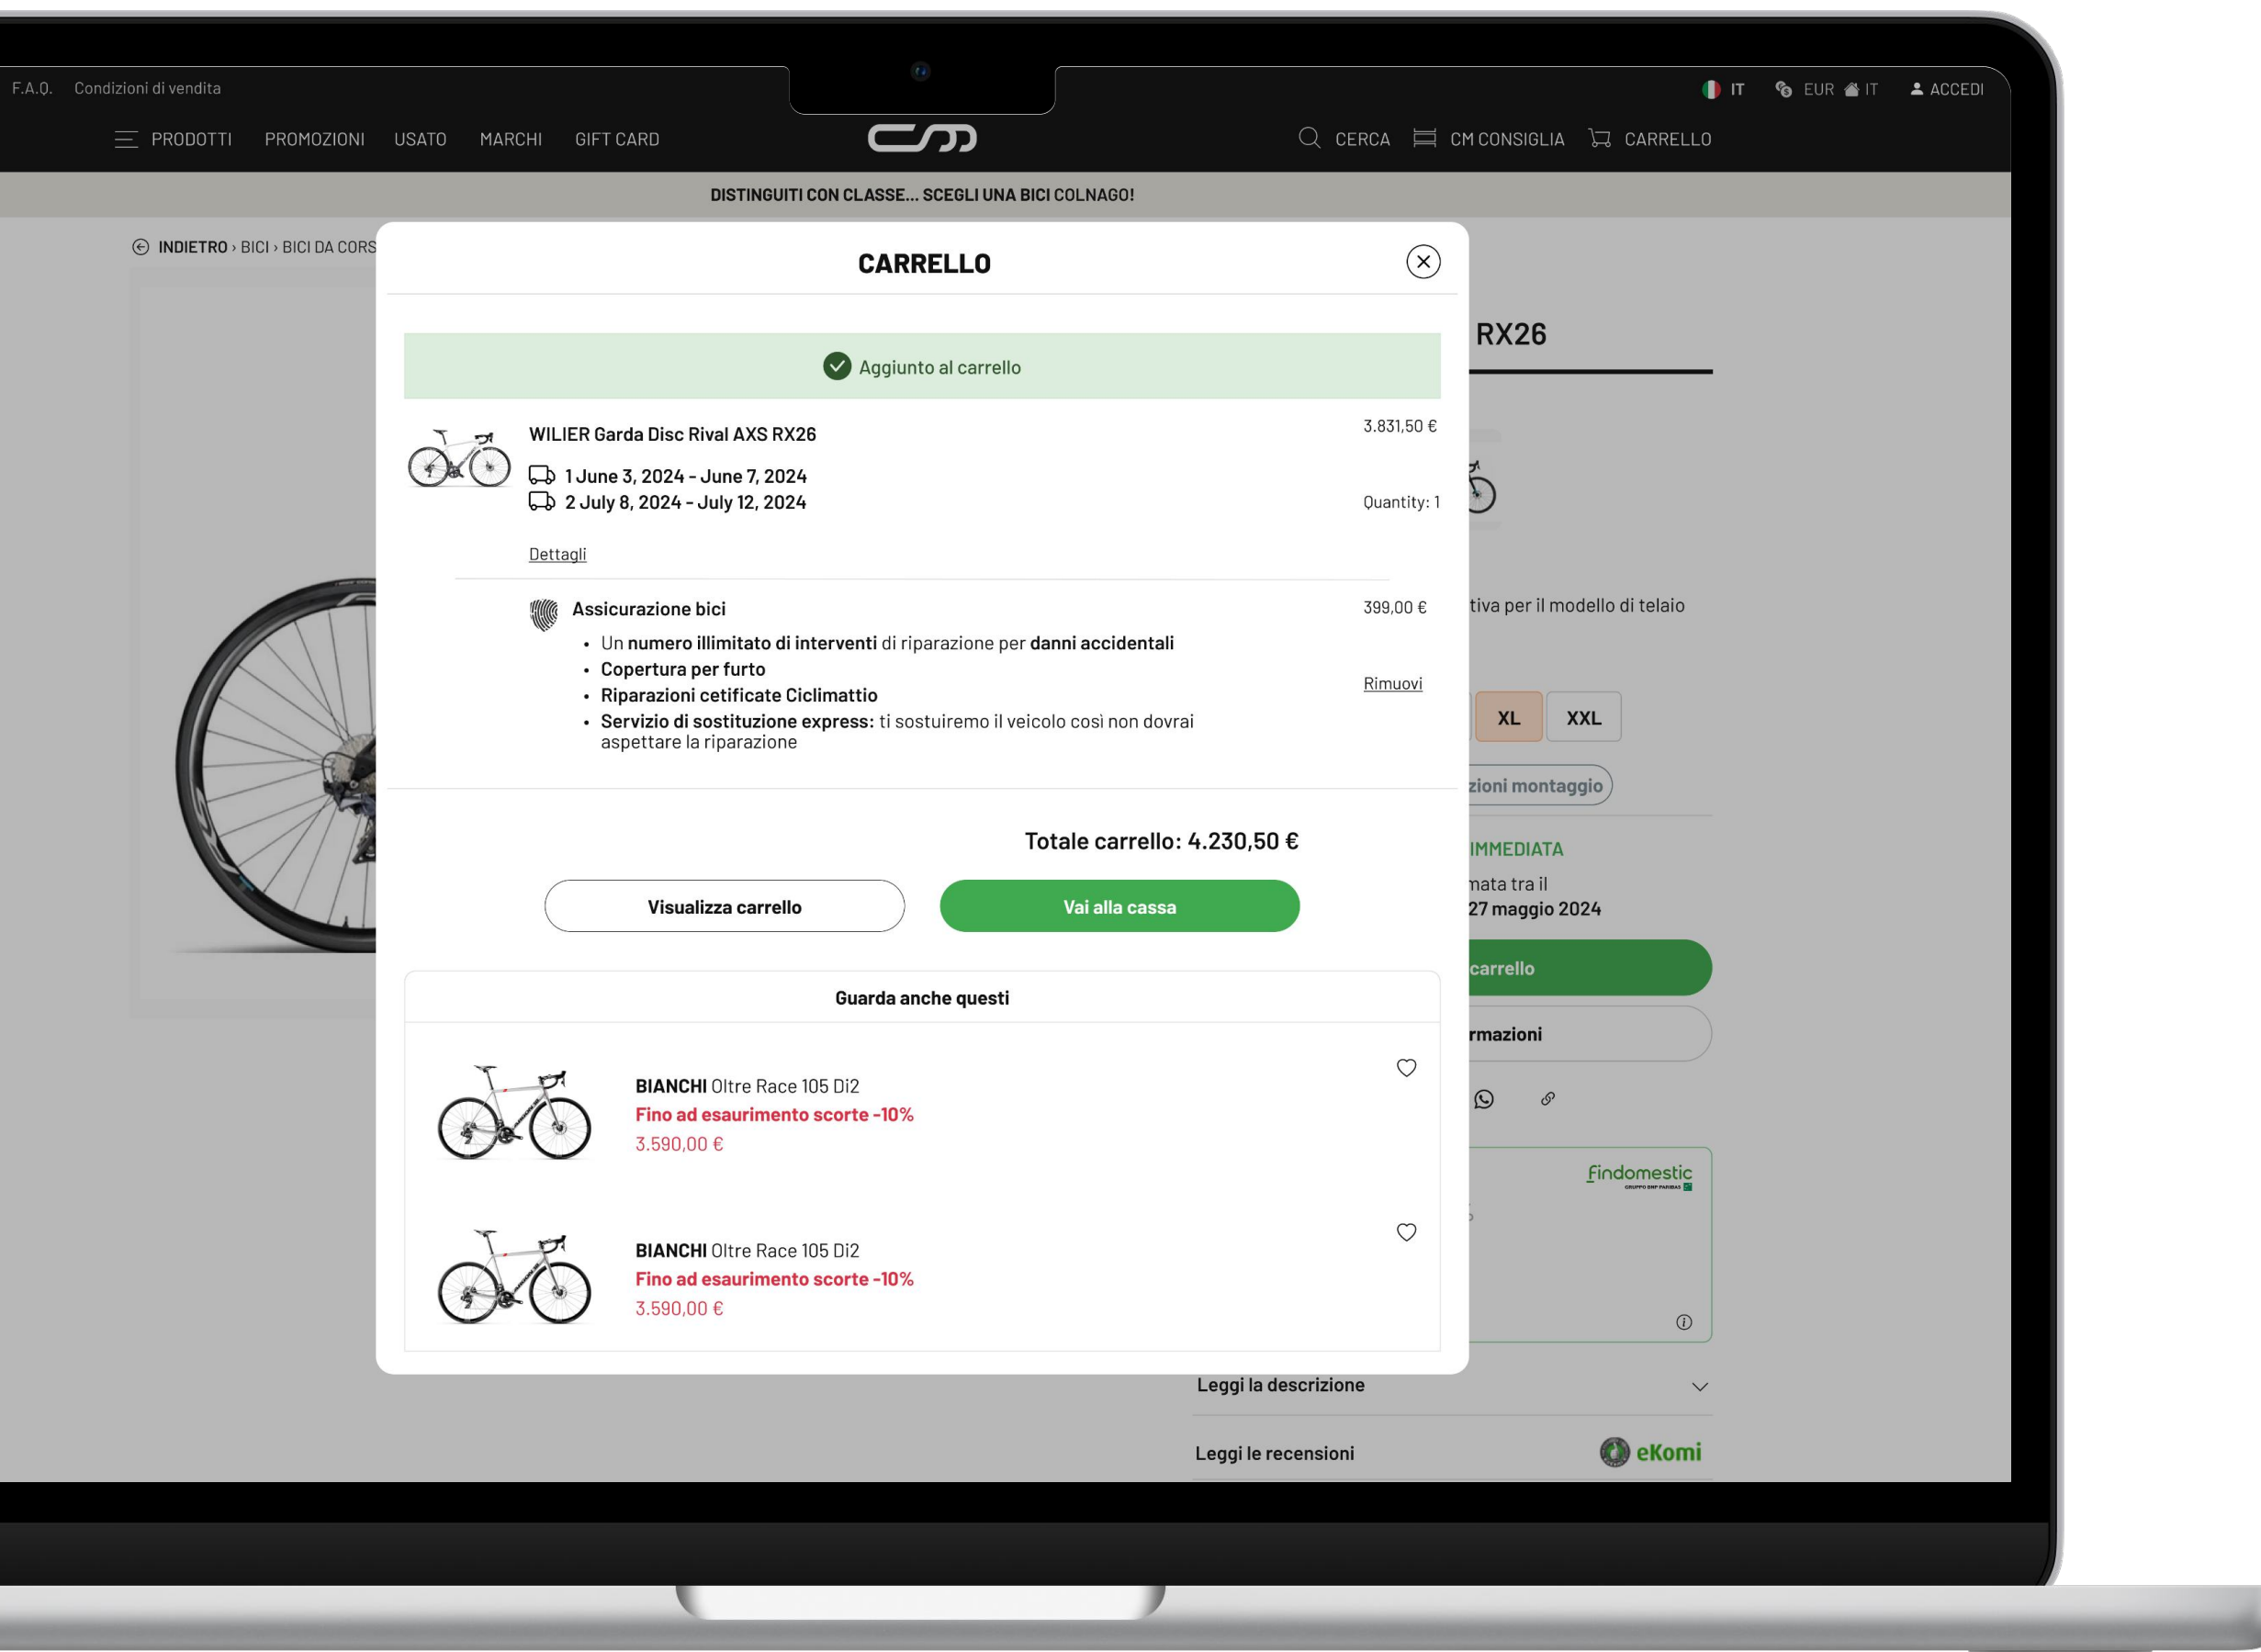 F.A.Q. Condizioni di vendita
IT EUR IT ACCEDI
PRODOTTI PROMOZIONI USATO MARCHI GIFT CARD
CERCA CM CONSIGLIA CARRELLO
DISTINGUITI CON CLASSE... SCEGLI UNA BICI COLNAGO!
INDIETRO › BICI › BICI DA CORS
CARRELLO
RX26
Aggiunto al carrello
WILIER Garda Disc Rival AXS RX26
3.831,50 €
1 June 3, 2024 - June 7, 2024
2 July 8, 2024 - July 12, 2024
Quantity: 1
Dettagli
Assicurazione bici
399,00 €
• Un numero illimitato di interventi di riparazione per danni accidentali
• Copertura per furto
• Riparazioni cetificate Ciclimattio
• Servizio di sostituzione express: ti sostuiremo il veicolo così non dovrai
aspettare la riparazione
Rimuovi
tiva per il modello di telaio
XL XXL
zioni montaggio
Totale carrello: 4.230,50 €
Visualizza carrello
Vai alla cassa
IMMEDIATA
mata tra il
27 maggio 2024
carrello
rmazioni
Guarda anche questi
BIANCHI Oltre Race 105 Di2
Fino ad esaurimento scorte -10%
3.590,00 €
BIANCHI Oltre Race 105 Di2
Fino ad esaurimento scorte -10%
3.590,00 €
Findomestic
GRUPPO BNP PARIBAS
Leggi la descrizione
Leggi le recensioni
eKomi